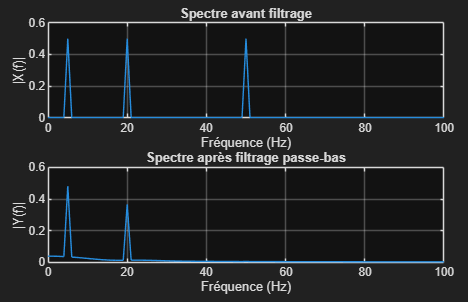 Spectre avant filtrage
0.6
0.4
0.2
0
|X(f)|
0 20 40 60 80 100
Fréquence (Hz)
Spectre après filtrage passe-bas
0.6
0.4
0.2
0
|Y(f)|
0 20 40 60 80 100
Fréquence (Hz)